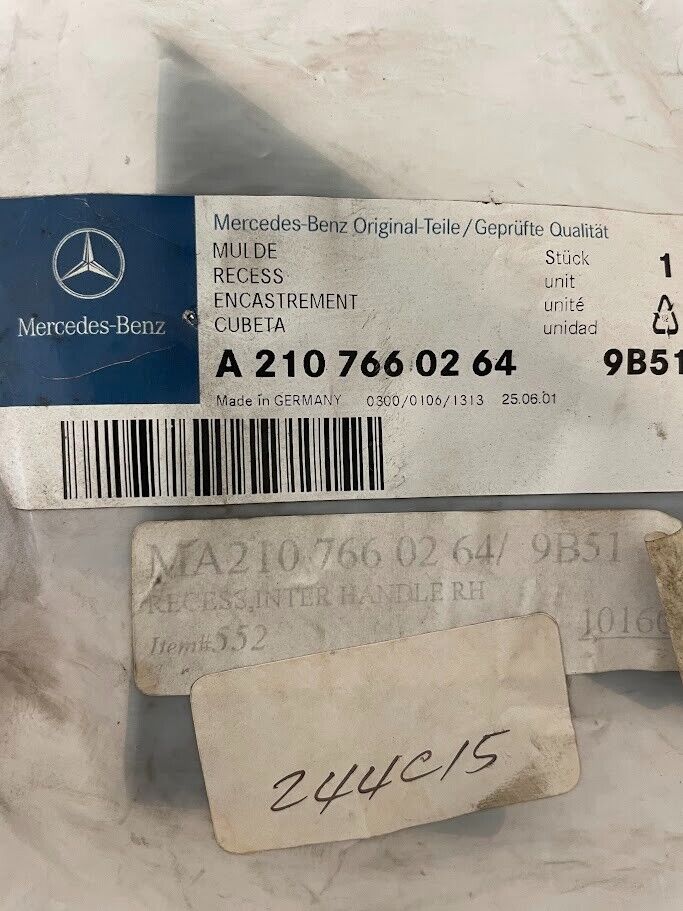 Mercedes-Benz
Mercedes-Benz Original-Teile/Geprüfte Qualität
MULDE
RECESS
ENCASTREMENT
CUBETA
Stück
unit
unité
unidad
1
A 210 766 02 64 9B51
Made in GERMANY 0300/0106/1313 25.06.01
MA210 766 02 64/ 9B51
RECESS,INTER HANDLE RH
Item#552
10166
244C15